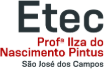 Etec
Profª Ilza do
Nascimento Pintus
São José dos Campos